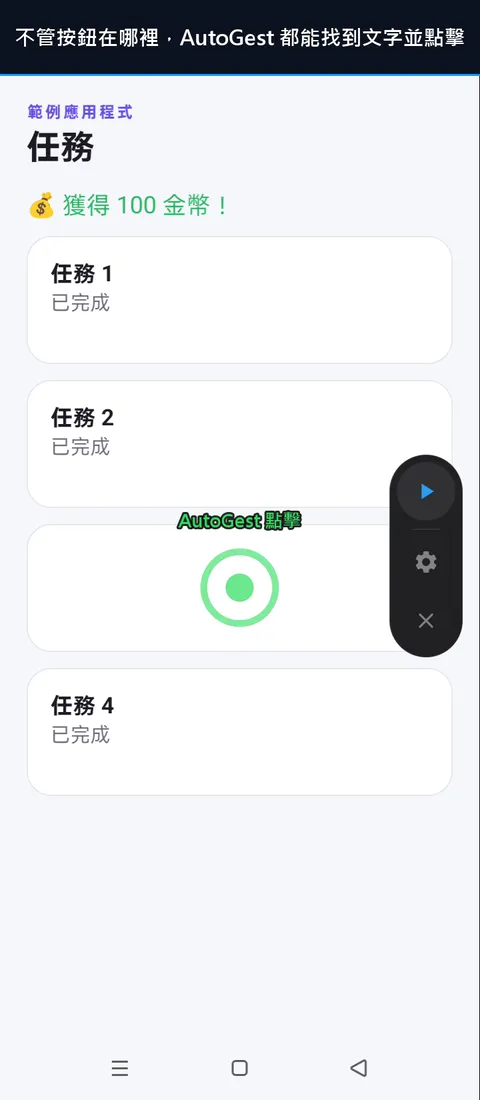 不管按鈕在哪裡，AutoGest 都能找到文字並點擊
範例應用程式
任務
💰 獲得 100 金幣！
任務 1
已完成
任務 2
已完成
AutoGest 點擊
任務 4
已完成